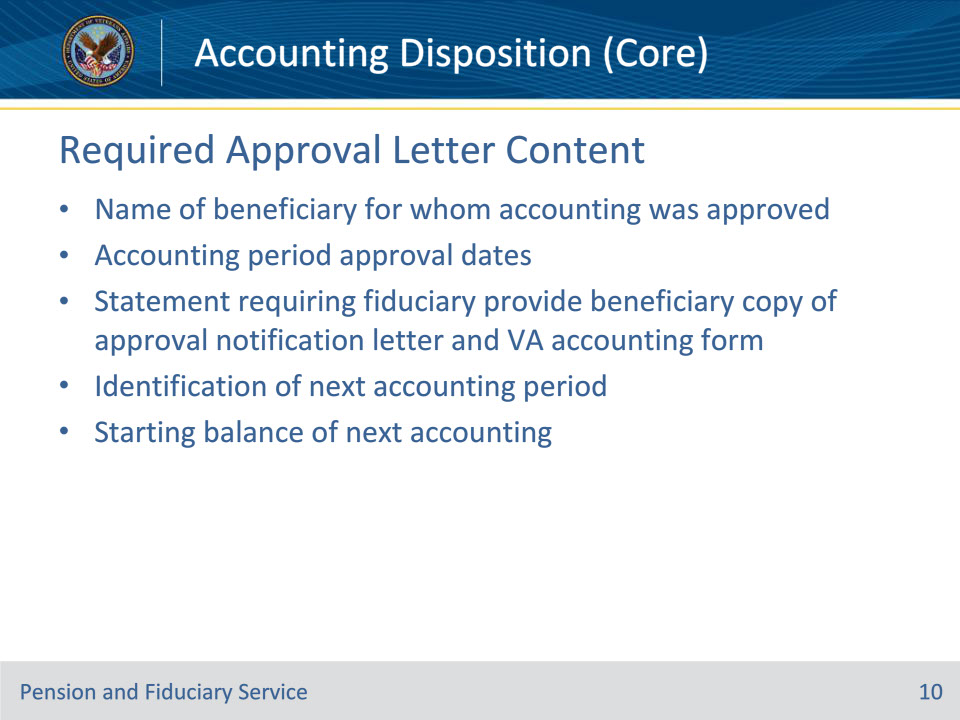 DEPARTMENT OF VETERANS AFFAIRS
UNITED STATES OF AMERICA
Accounting Disposition (Core)
Required Approval Letter Content
• Name of beneficiary for whom accounting was approved
• Accounting period approval dates
• Statement requiring fiduciary provide beneficiary copy of
approval notification letter and VA accounting form
• Identification of next accounting period
• Starting balance of next accounting
Pension and Fiduciary Service
10